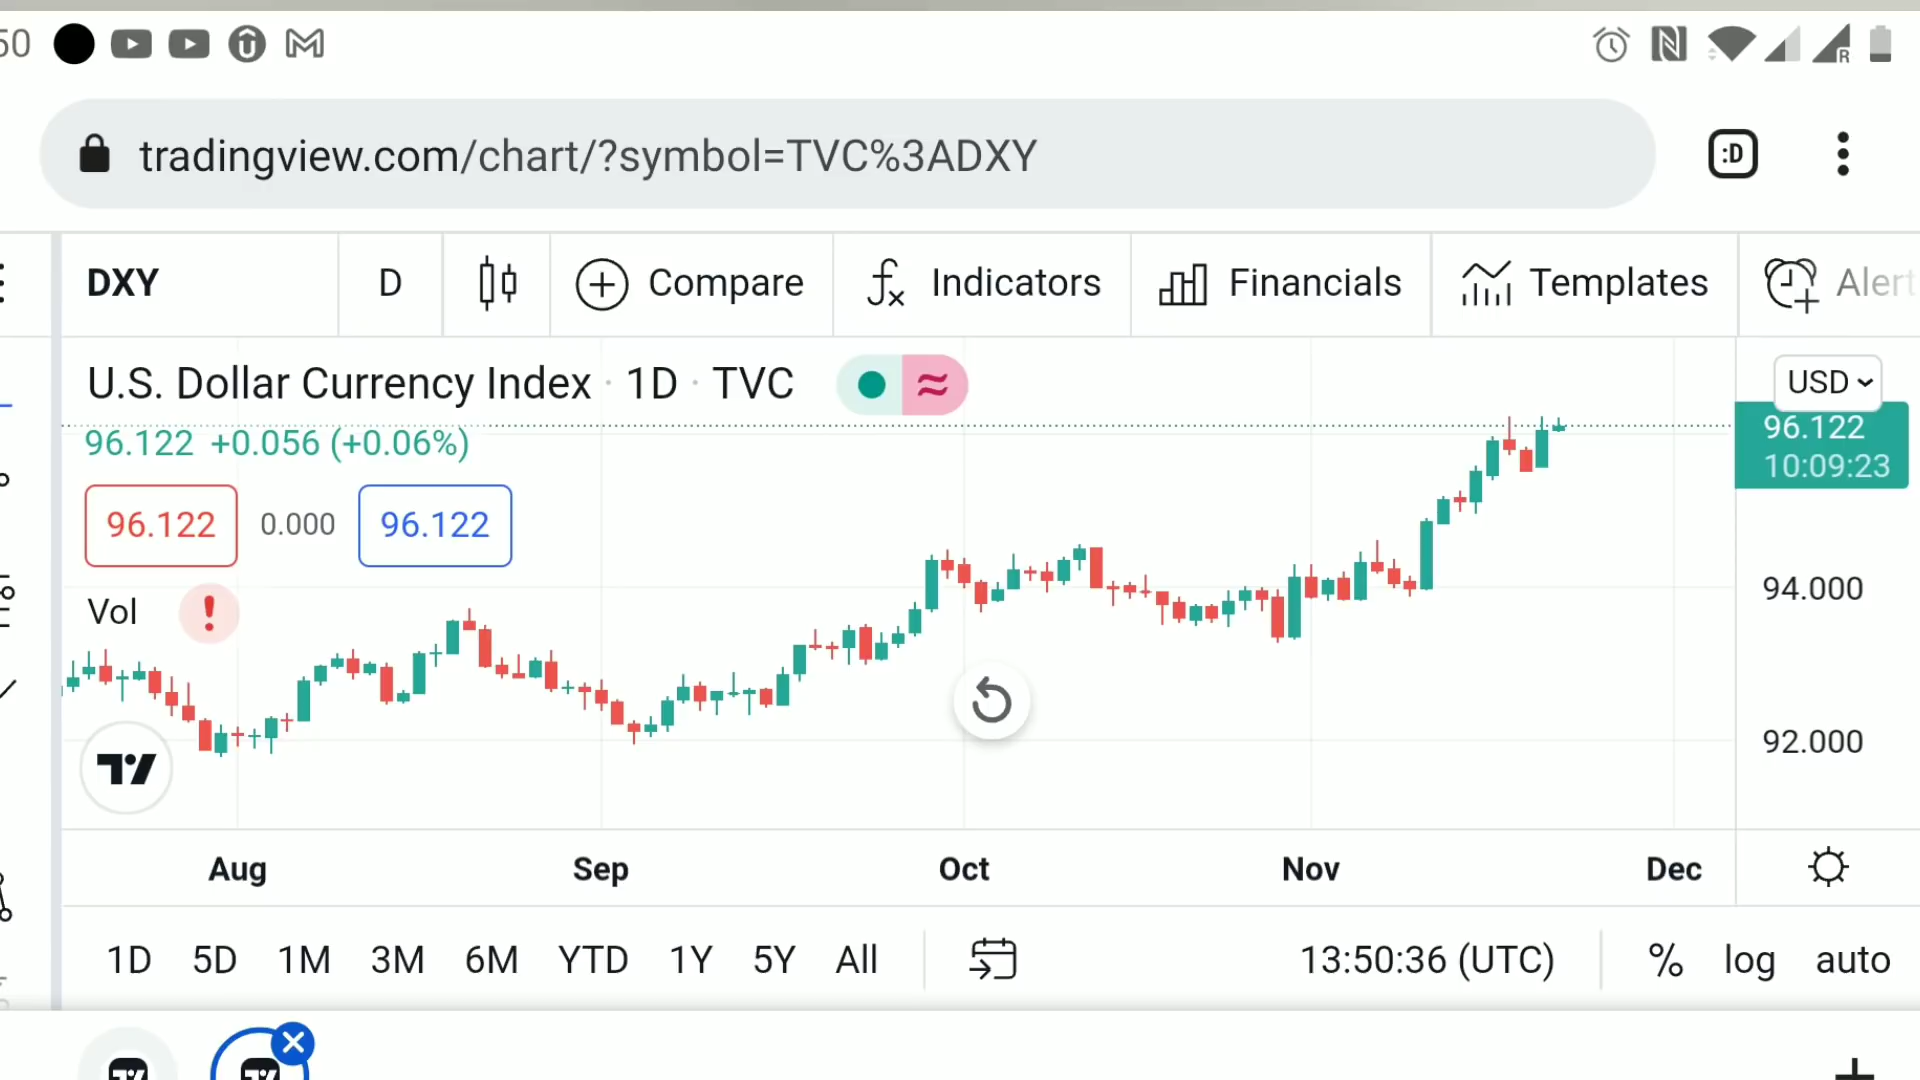 50
tradingview.com/chart/?symbol=TVC%3ADXY
:D
DXY
D
Compare
Indicators
Financials
Templates
Alert
U.S. Dollar Currency Index · 1D · TVC
USD
96.122 +0.056 (+0.06%)
96.122
10:09:23
96.122
0.000
96.122
Vol
94.000
92.000
Aug
Sep
Oct
Nov
Dec
1D
5D
1M
3M
6M
YTD
1Y
5Y
All
13:50:36 (UTC)
%
log
auto